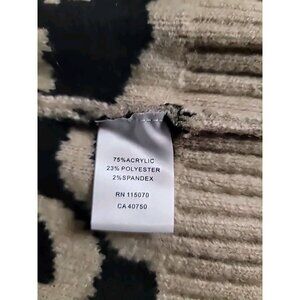 75%ACRYLIC
23% POLYESTER
2%SPANDEX
RN 115070
CA 40750